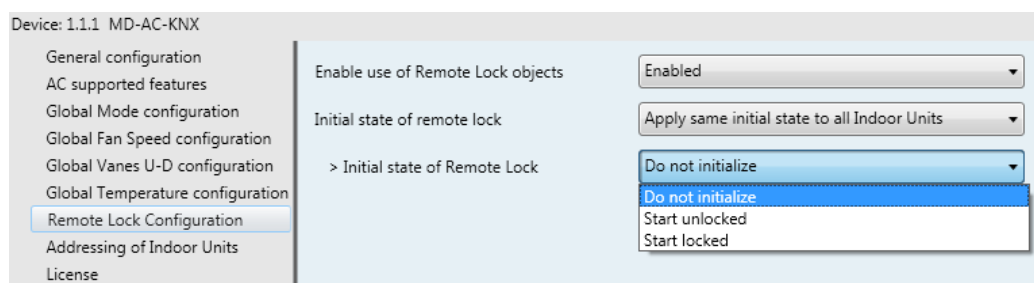 Device: 1.1.1 MD-AC-KNX
General configuration
AC supported features
Global Mode configuration
Global Fan Speed configuration
Global Vanes U-D configuration
Global Temperature configuration
Remote Lock Configuration
Addressing of Indoor Units
License
Enable use of Remote Lock objects
Enabled
Initial state of remote lock
Apply same initial state to all Indoor Units
> Initial state of Remote Lock
Do not initialize
Do not initialize
Start unlocked
Start locked